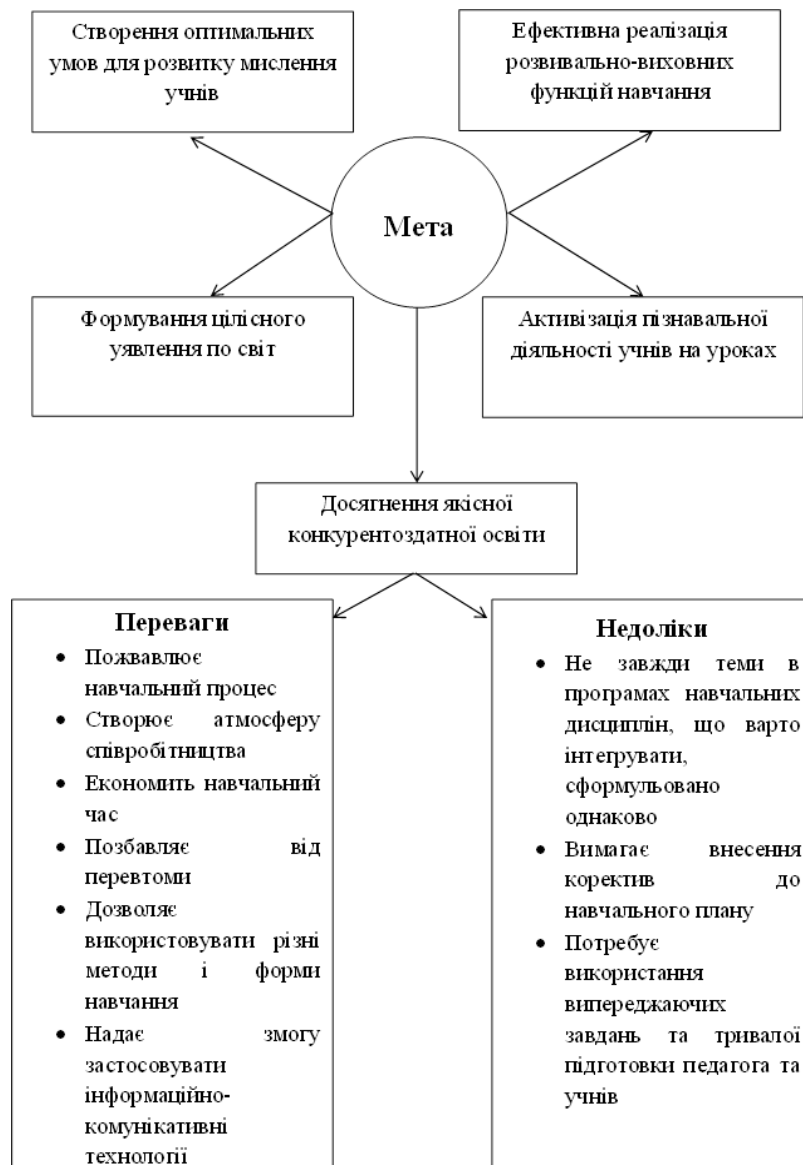 Створення оптимальних
умов для розвитку мислення
учнів
Ефективна реалізація
розвивально-виховних
функцій навчання
Мета
Формування цілісного
уявлення по світ
Активізація пізнавальної
діяльності учнів на уроках
Досягнення якісної
конкурентоздатної освіти
Переваги
• Пожвавлює
навчальний процес
• Створює атмосферу
співробітництва
• Економить навчальний
час
• Позбавляє від
перевтоми
• Дозволяє
використовувати різні
методи і форми
навчання
• Надає змогу
застосовувати
інформаційно-
комунікативні
технології
Недоліки
• Не завжди теми в
програмах навчальних
дисциплін, що варто
інтегрувати,
сформульовано
однаково
• Вимагає внесення
коректив до
навчального плану
• Потребує
використання
випереджаючих
завдань та тривалої
підготовки педагога та
учнів